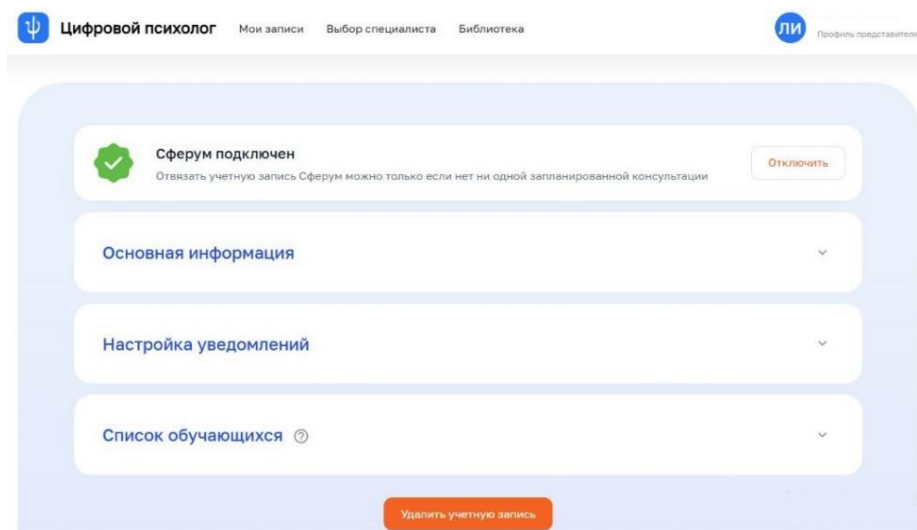 Цифровой психолог Мои записи Выбор специалиста Библиотека ЛИ Профиль представителя
Сферум подключен
Отвязать учетную запись Сферум можно только если нет ни одной запланированной консультации
Отключить
Основная информация
Настройка уведомлений
Список обучающихся ?
Удалить учетную запись